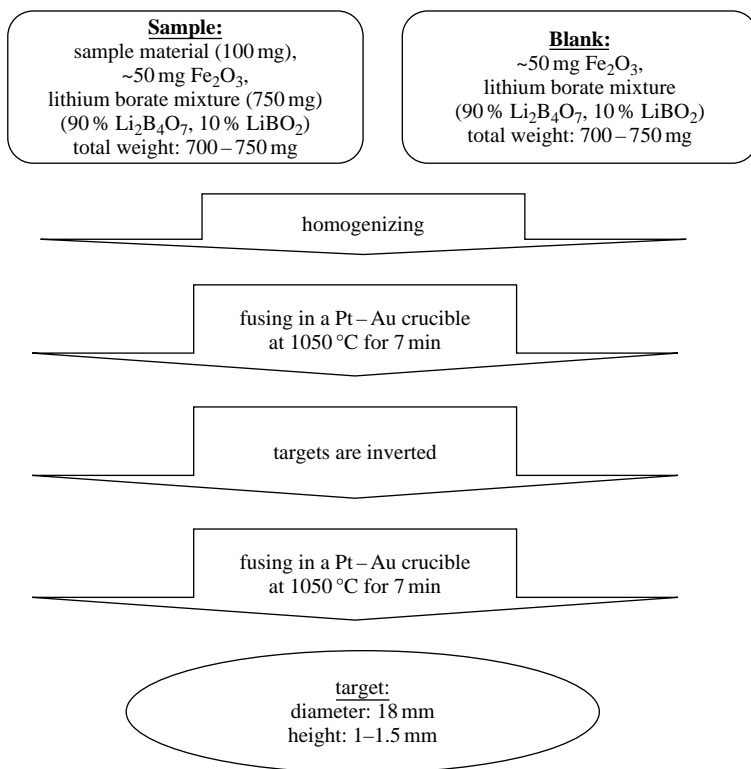 Sample:
sample material (100 mg),
~50 mg Fe₂O₃,
lithium borate mixture (750 mg)
(90 % Li₂B₄O₇, 10 % LiBO₂)
total weight: 700 – 750 mg
Blank:
~50 mg Fe₂O₃,
lithium borate mixture
(90 % Li₂B₄O₇, 10 % LiBO₂)
total weight: 700 – 750 mg
homogenizing
fusing in a Pt – Au crucible
at 1050 °C for 7 min
targets are inverted
fusing in a Pt – Au crucible
at 1050 °C for 7 min
target:
diameter: 18 mm
height: 1–1.5 mm